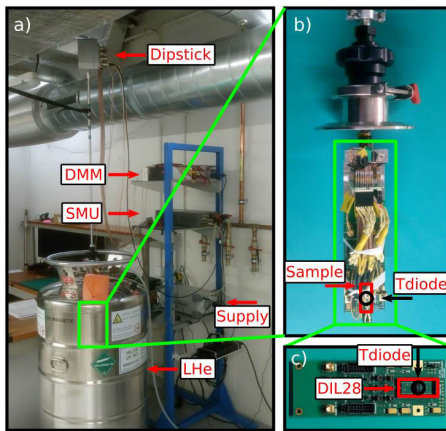 a)
Dipstick
DMM
SMU
Supply
LHe
b)
Sample
Tdiode
c)
Tdiode
DIL28